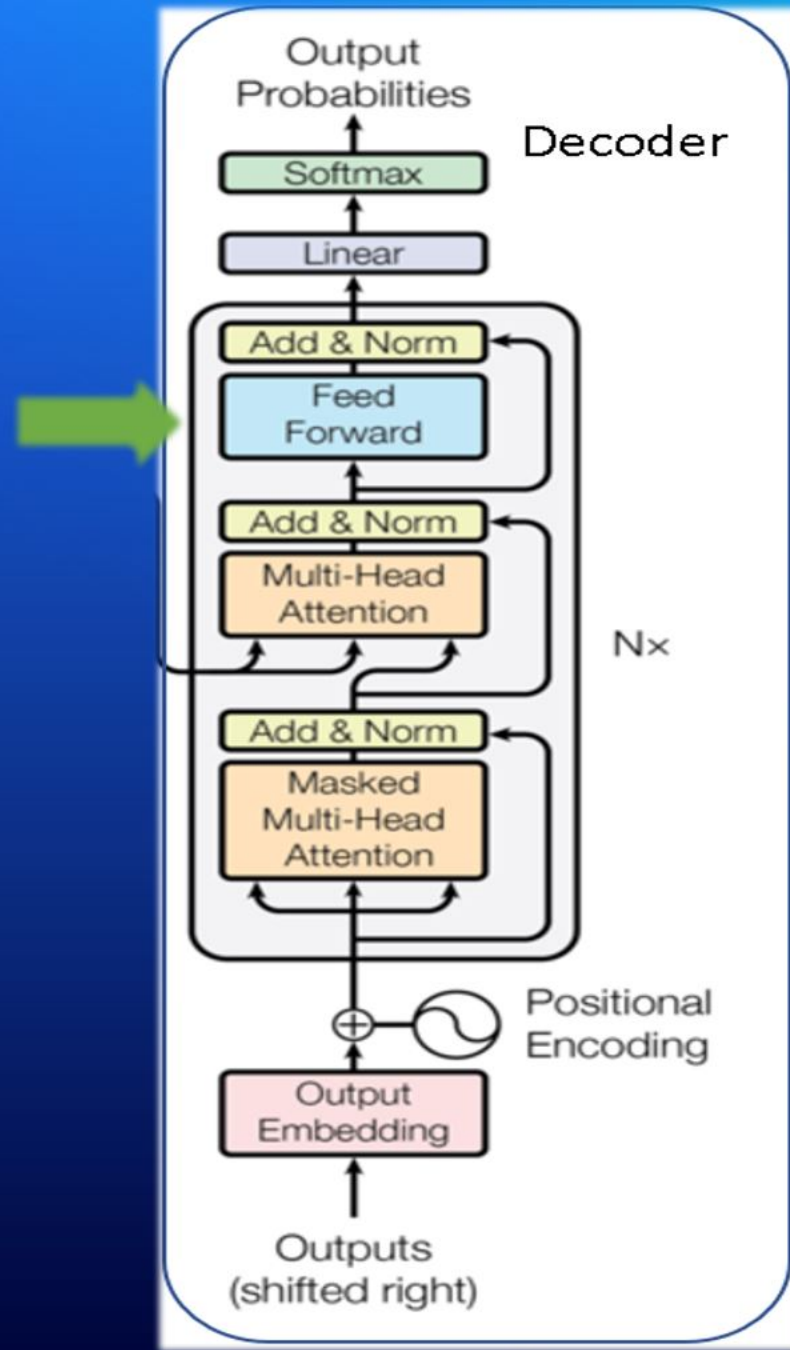 Output
Probabilities
Decoder
Softmax
Linear
Add & Norm
Feed
Forward
Add & Norm
Multi-Head
Attention
Nx
Add & Norm
Masked
Multi-Head
Attention
Positional
Encoding
Output
Embedding
Outputs
(shifted right)